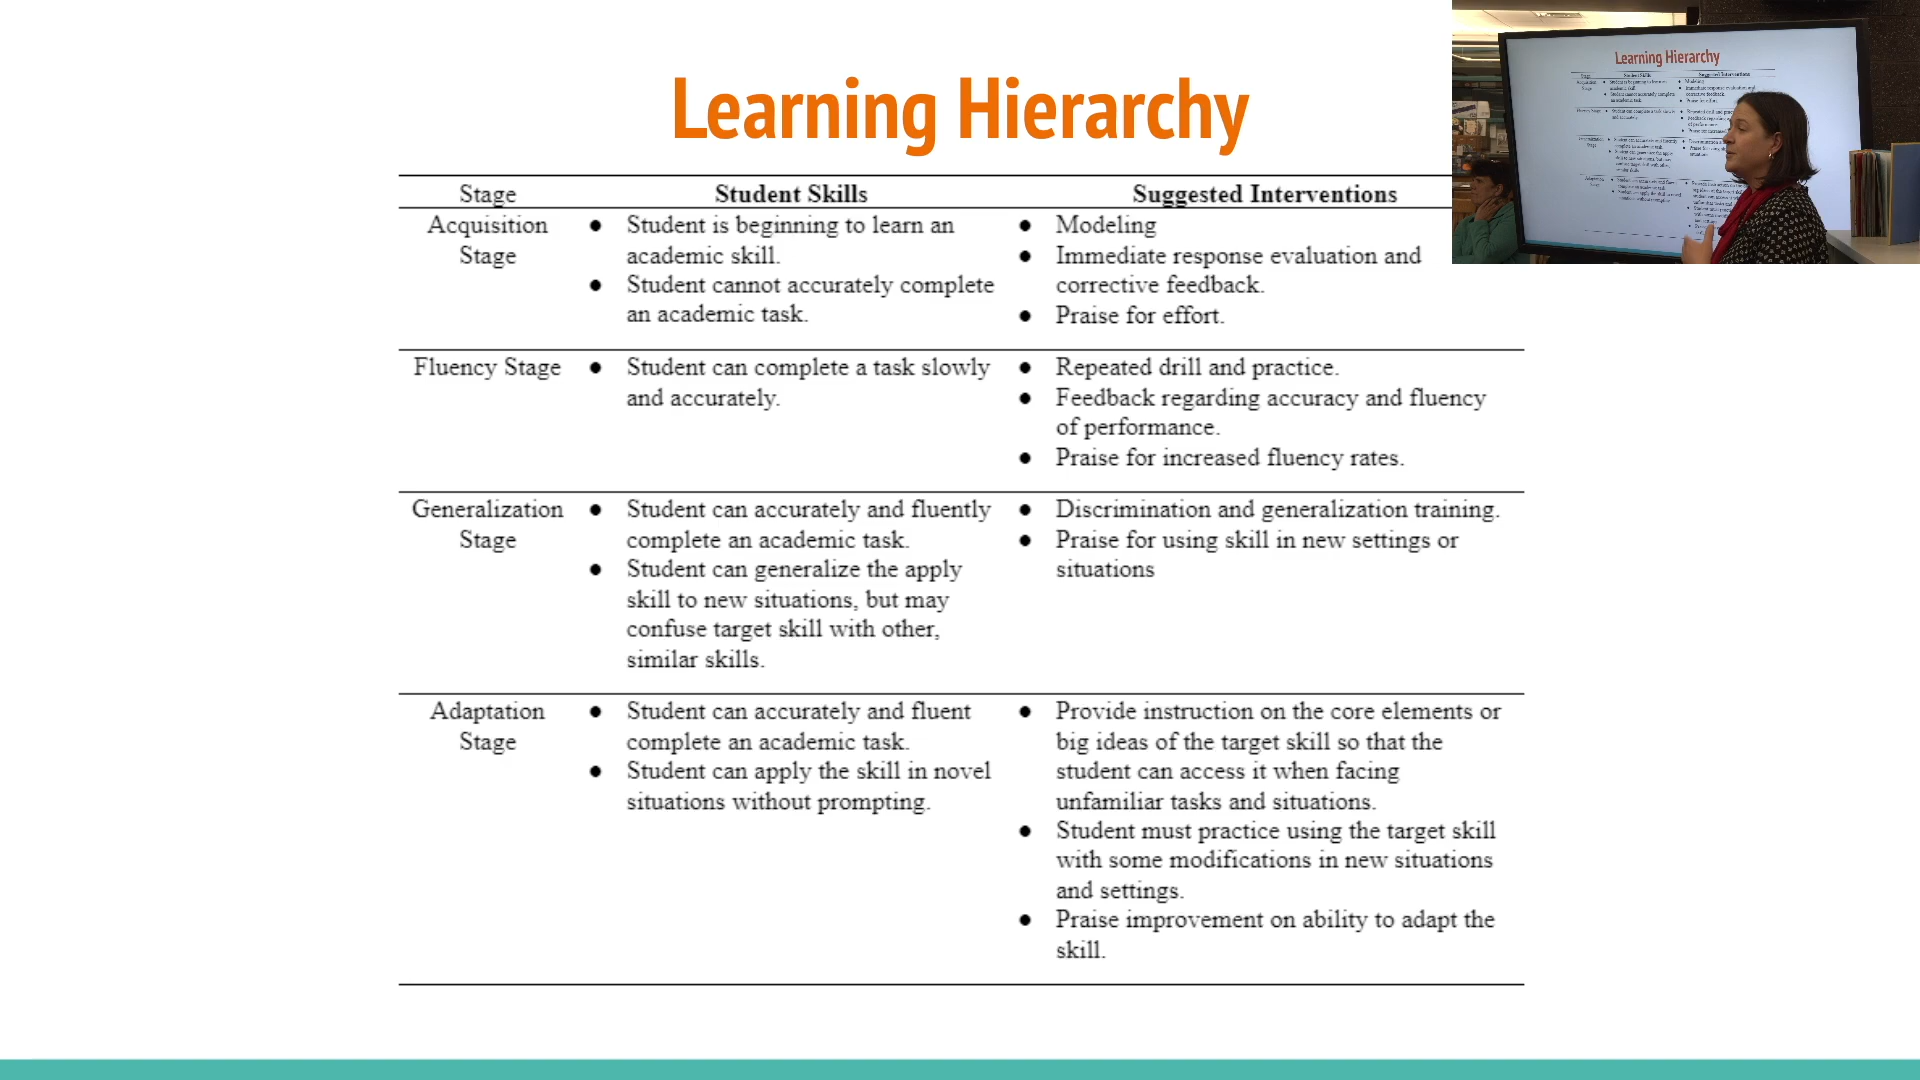 Learning Hierarchy
Stage Student Skills Suggested Interventions
Acquisition Stage
● Student is beginning to learn an
academic skill.
● Student cannot accurately complete
an academic task.
● Modeling
● Immediate response evaluation and
corrective feedback.
● Praise for effort.
Fluency Stage
● Student can complete a task slowly
and accurately.
● Repeated drill and practice.
● Feedback regarding accuracy and fluency
of performance.
● Praise for increased fluency rates.
Generalization
Stage
● Student can accurately and fluently
complete an academic task.
● Student can generalize the apply
skill to new situations, but may
confuse target skill with other,
similar skills.
● Discrimination and generalization training.
● Praise for using skill in new settings or
situations
Adaptation
Stage
● Student can accurately and fluent
complete an academic task.
● Student can apply the skill in novel
situations without prompting.
● Provide instruction on the core elements or
big ideas of the target skill so that the
student can access it when facing
unfamiliar tasks and situations.
● Student must practice using the target skill
with some modifications in new situations
and settings.
● Praise improvement on ability to adapt the
skill.
Learning Hierarchy